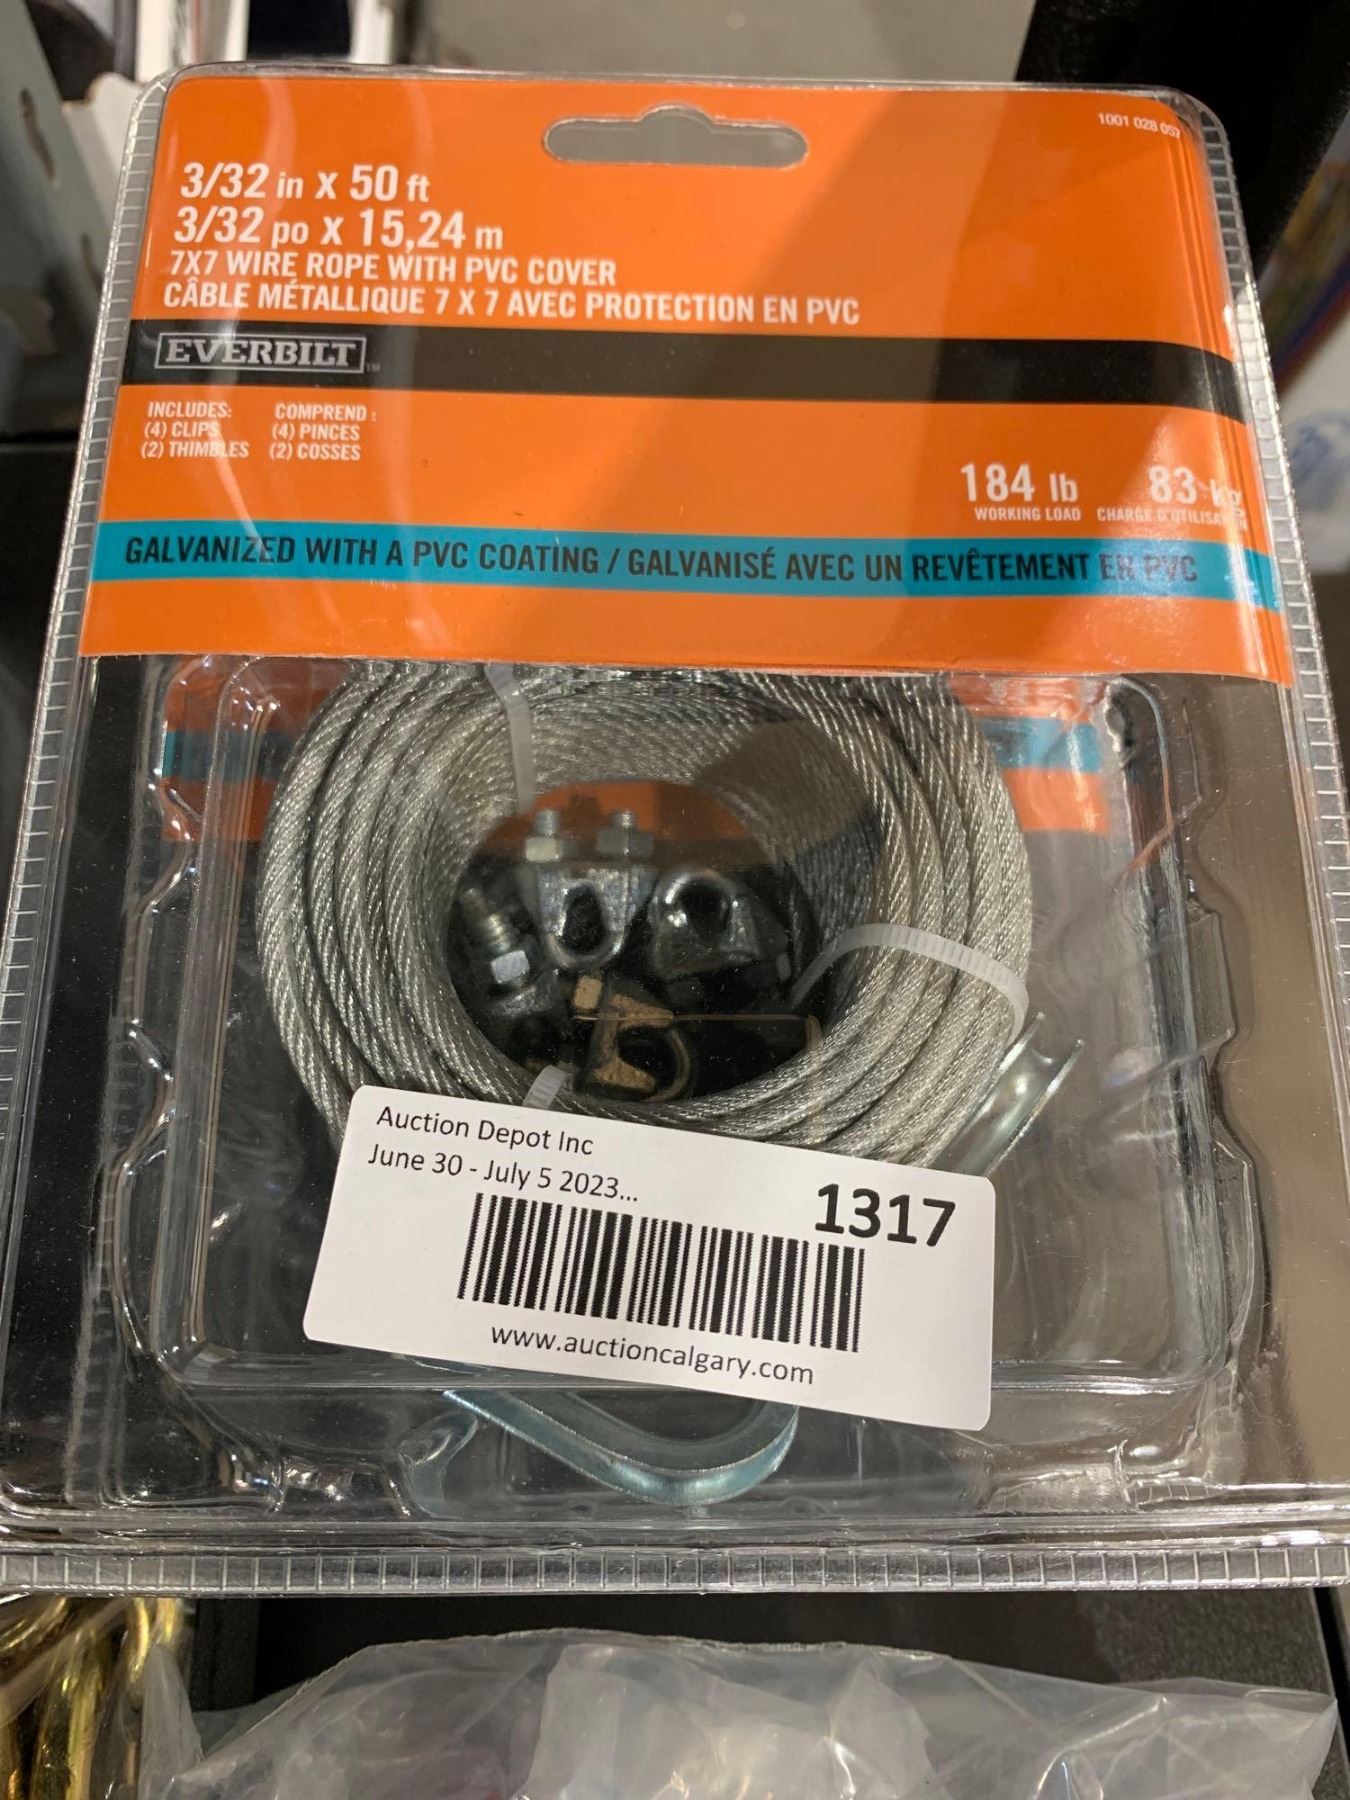 1001 028 057
3/32 in x 50 ft
3/32 po x 15,24 m
7X7 WIRE ROPE WITH PVC COVER
CÂBLE MÉTALLIQUE 7 X 7 AVEC PROTECTION EN PVC
EVERBILT™
INCLUDES:
(4) CLIPS
(2) THIMBLES
COMPREND :
(4) PINCES
(2) COSSES
184 lb
WORKING LOAD
83 kg
CHARGE D'UTILISATION
GALVANIZED WITH A PVC COATING / GALVANISÉ AVEC UN REVÊTEMENT EN PVC
Auction Depot Inc
June 30 - July 5 2023...
1317
www.auctioncalgary.com